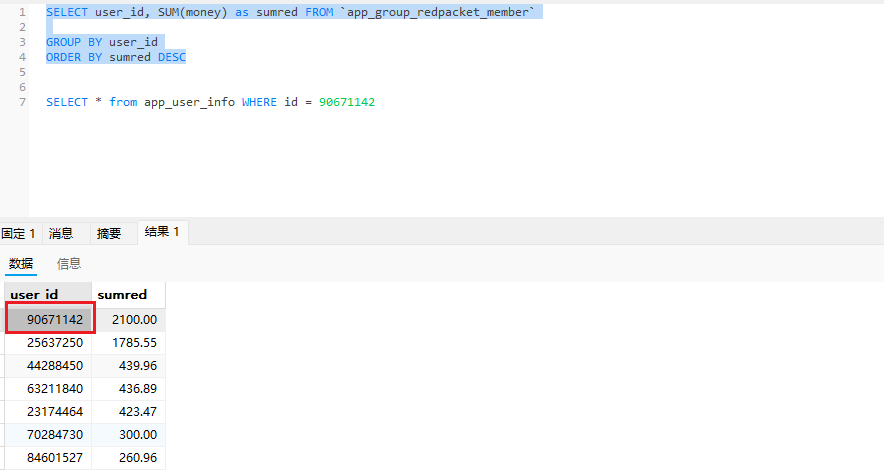 1 SELECT user_id, SUM(money) as sumred FROM `app_group_redpacket_member`
2
3 GROUP BY user_id
4 ORDER BY sumred DESC
5
6
7 SELECT * from app_user_info WHERE id = 90671142
固定 1 消息 摘要 结果 1
数据 信息
user_id sumred
90671142 2100.00
25637250 1785.55
44288450 439.96
63211840 436.89
23174464 423.47
70284730 300.00
84601527 260.96